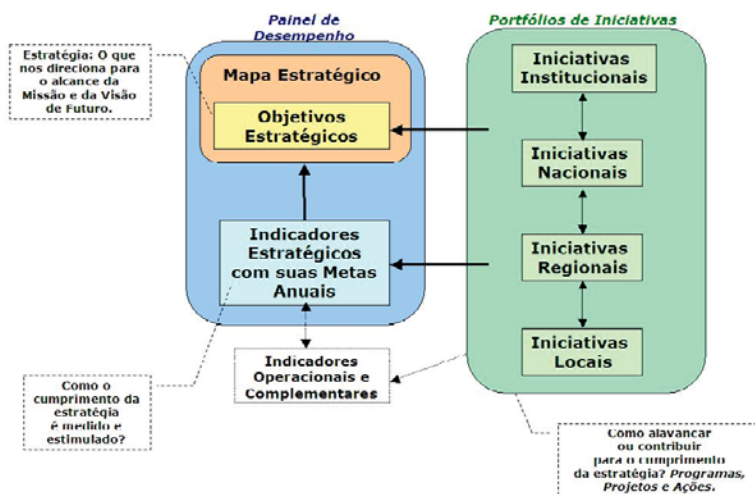 Painel de
Desempenho
Portfólios de Iniciativas
Estratégia: O que
nos direciona para
o alcance da
Missão e da Visão
de Futuro.
Mapa Estratégico
Objetivos
Estratégicos
Iniciativas
Institucionais
Iniciativas
Nacionais
Indicadores
Estratégicos
com suas Metas
Anuais
Iniciativas
Regionais
Iniciativas
Locais
Indicadores
Operacionais e
Complementares
Como o
cumprimento da
estratégia
é medido e
estimulado?
Como alavancar
ou contribuir
para o cumprimento
da estratégia? Programas,
Projetos e Ações.